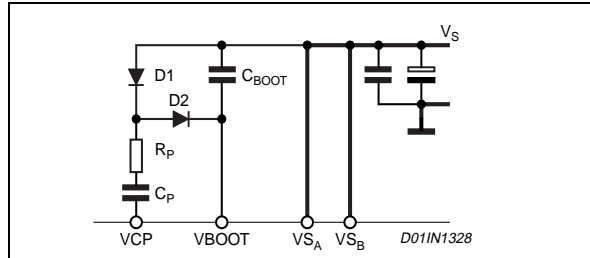 V_S
D1
C_BOOT
D2
R_P
C_P
VCP VBOOT VS_A VS_B D01IN1328